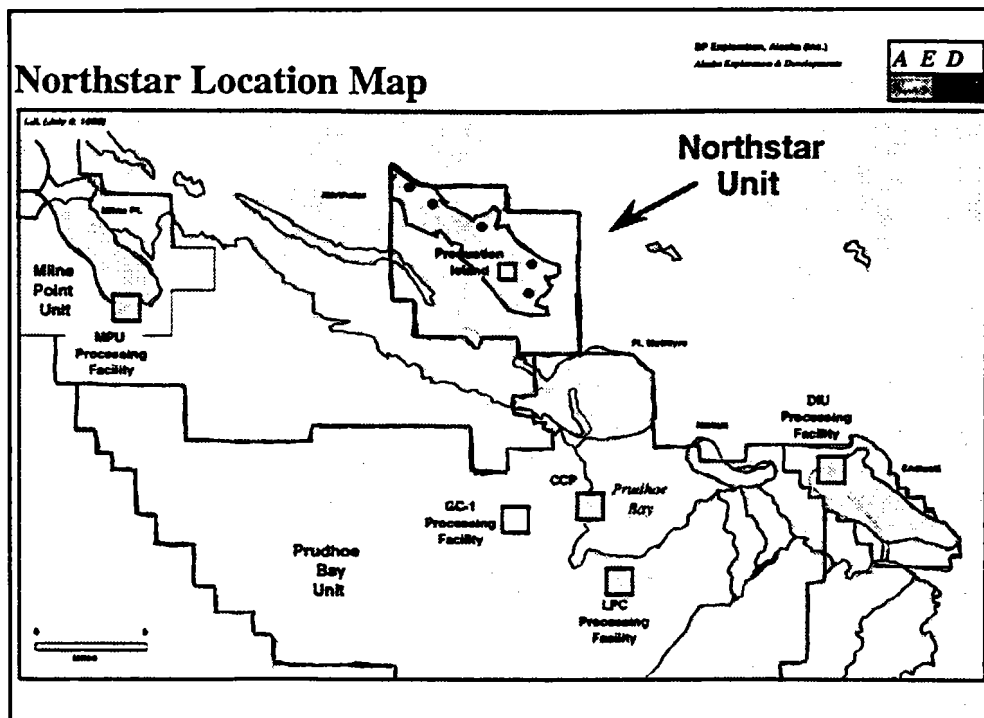 BP Exploration, Alaska (Inc.)
Alaska Exploration & Developments
A E D
Northstar Location Map
Northstar
Unit
Milne Pt.
Production
Island
Milne
Point
Unit
MPU
Processing
Facility
Pt. McIntyre
DIU
Processing
Facility
Niakuk
Endicott
CCP
Prudhoe
Bay
GC-1
Processing
Facility
Prudhoe
Bay
Unit
LPC
Processing
Facility